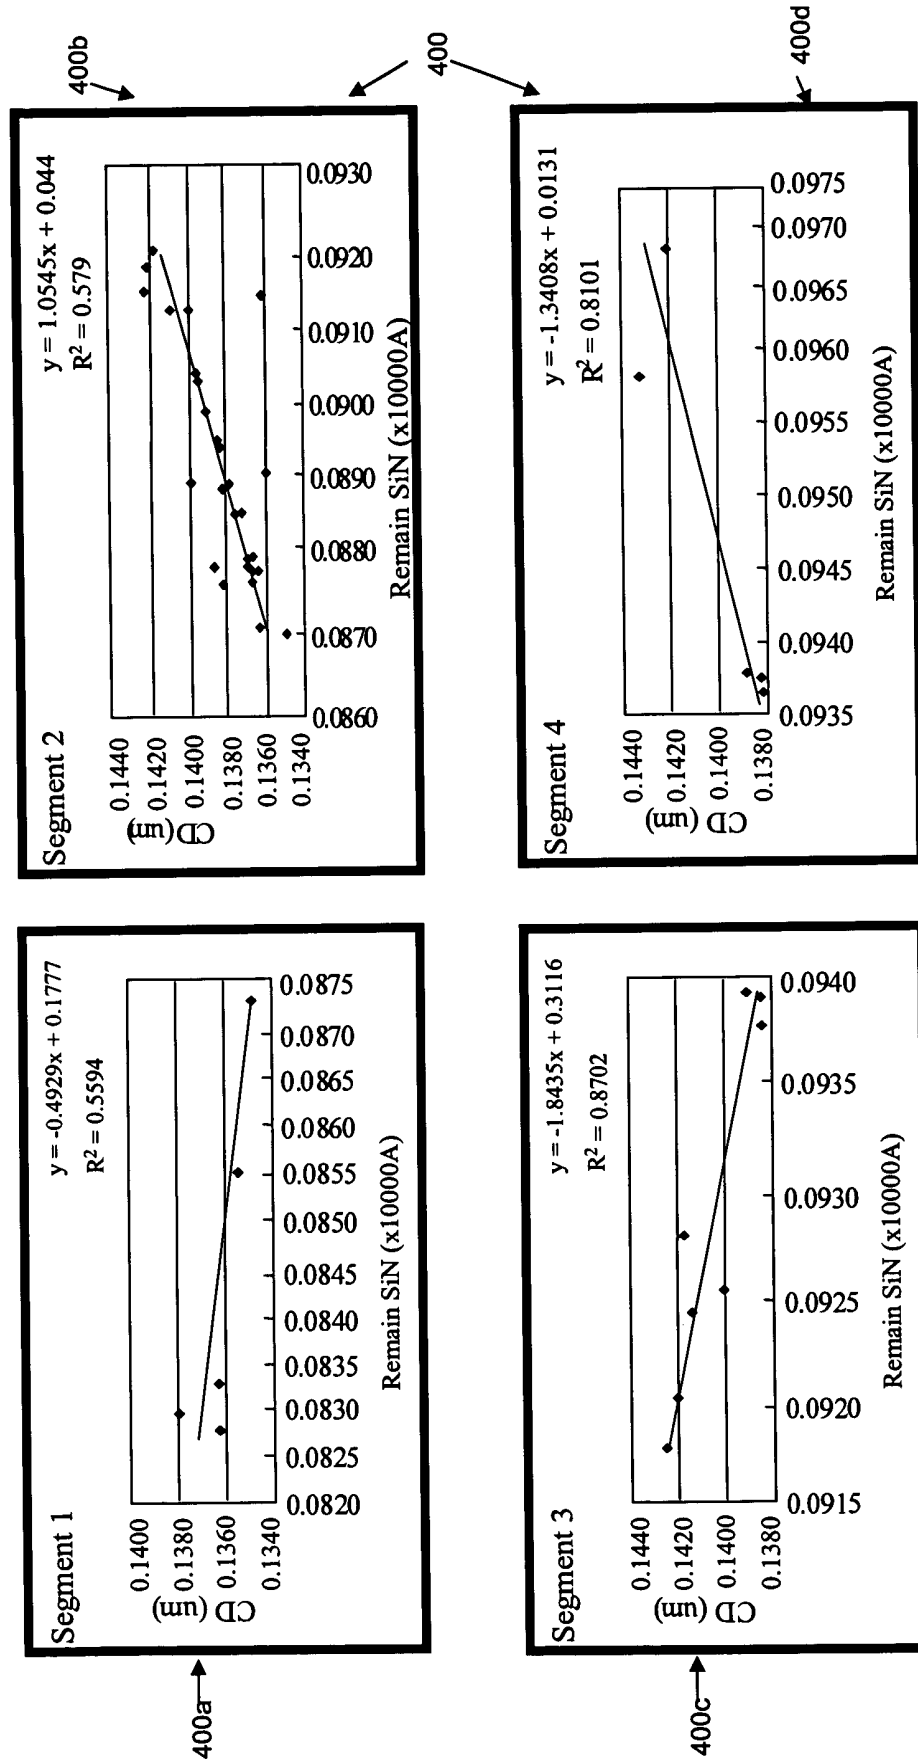 400a
Segment 1
y = -0.4929x + 0.1777
R² = 0.5594
CD (um)
0.1400
0.1380
0.1360
0.1340
0.0820
0.0825
0.0830
0.0835
0.0840
0.0845
0.0850
0.0855
0.0860
0.0865
0.0870
0.0875
Remain SiN (x10000A)
400b
Segment 2
y = 1.0545x + 0.044
R² = 0.579
CD (um)
0.1440
0.1420
0.1400
0.1380
0.1360
0.1340
0.0860
0.0870
0.0880
0.0890
0.0900
0.0910
0.0920
0.0930
Remain SiN (x10000A)
400
400c
Segment 3
y = -1.8435x + 0.3116
R² = 0.8702
CD (um)
0.1440
0.1420
0.1400
0.1380
0.0915
0.0920
0.0925
0.0930
0.0935
0.0940
Remain SiN (x10000A)
400d
Segment 4
y = -1.3408x + 0.0131
R² = 0.8101
CD (um)
0.1440
0.1420
0.1400
0.1380
0.0935
0.0940
0.0945
0.0950
0.0955
0.0960
0.0965
0.0970
0.0975
Remain SiN (x10000A)